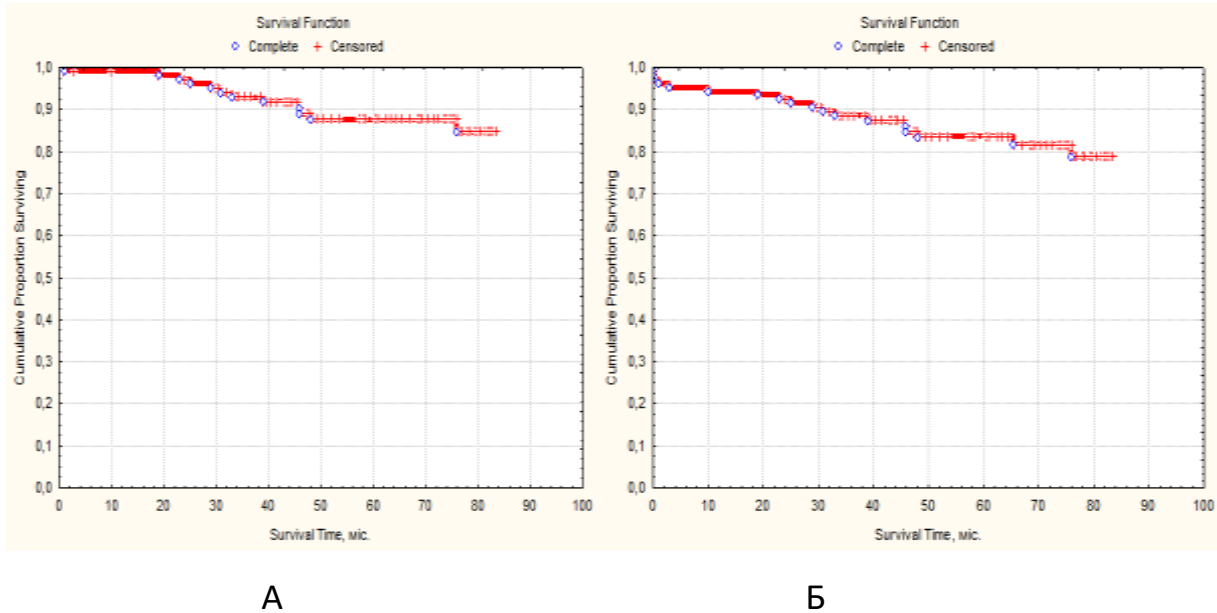 Survival Function
Complete Censored
Cumulative Proportion Surviving
1,0
0,9
0,8
0,7
0,6
0,5
0,4
0,3
0,2
0,1
0,0
0 10 20 30 40 50 60 70 80 90 100
Survival Time, міс.
А
Survival Function
Complete Censored
Cumulative Proportion Surviving
1,0
0,9
0,8
0,7
0,6
0,5
0,4
0,3
0,2
0,1
0,0
0 10 20 30 40 50 60 70 80 90 100
Survival Time, міс.
Б